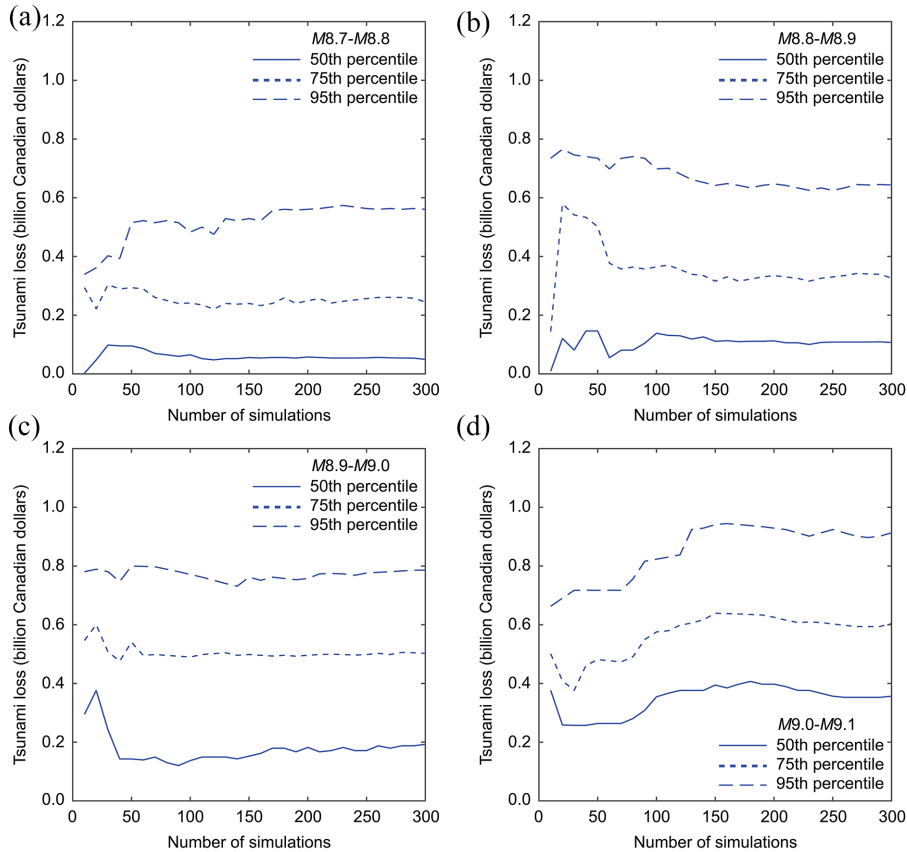 (a)
1.2
1.0
0.8
0.6
0.4
0.2
0.0
Tsunami loss (billion Canadian dollars)
M8.7-M8.8
50th percentile
75th percentile
95th percentile
0 50 100 150 200 250 300
Number of simulations
(b)
1.2
1.0
0.8
0.6
0.4
0.2
0.0
Tsunami loss (billion Canadian dollars)
M8.8-M8.9
50th percentile
75th percentile
95th percentile
0 50 100 150 200 250 300
Number of simulations
(c)
1.2
1.0
0.8
0.6
0.4
0.2
0.0
Tsunami loss (billion Canadian dollars)
M8.9-M9.0
50th percentile
75th percentile
95th percentile
0 50 100 150 200 250 300
Number of simulations
(d)
1.2
1.0
0.8
0.6
0.4
0.2
0.0
Tsunami loss (billion Canadian dollars)
M9.0-M9.1
50th percentile
75th percentile
95th percentile
0 50 100 150 200 250 300
Number of simulations